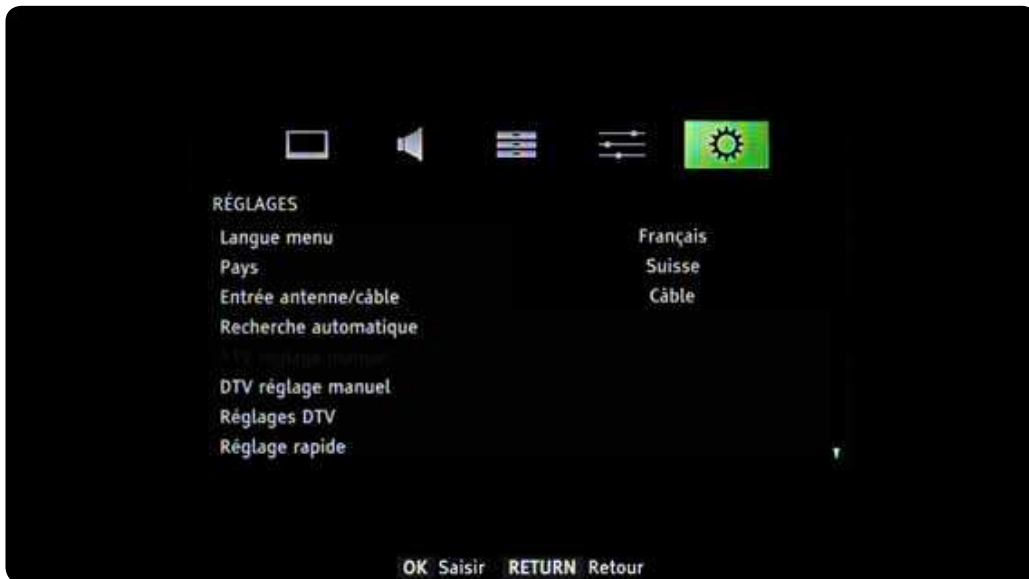 RÉGLAGES
Langue menu Français
Pays Suisse
Entrée antenne/câble Câble
Recherche automatique
DTV réglage manuel
Réglages DTV
Réglage rapide
OK Saisir RETURN Retour